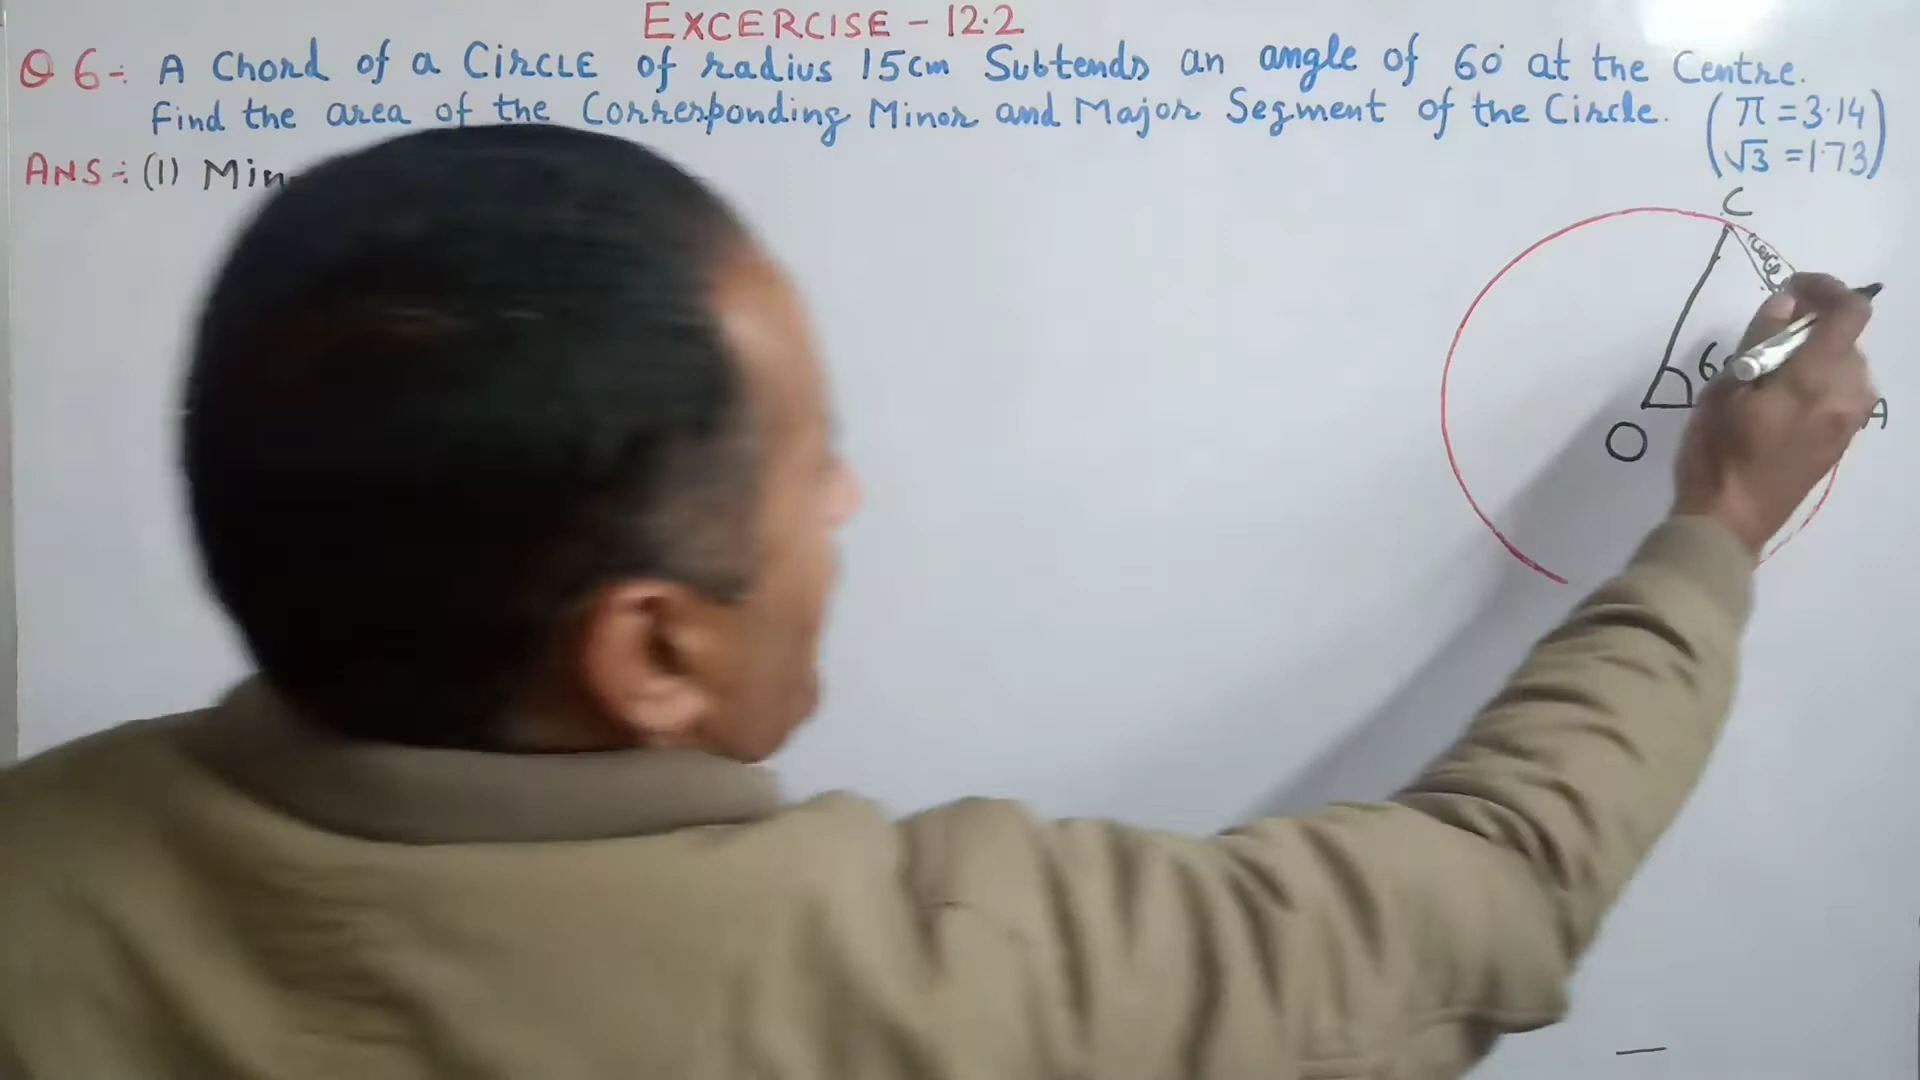 EXCERCISE - 12.2
Q 6 -: A Chord of a CirCLE of radius 15cm Subtends an angle of 60° at the Centre.
Find the area of the Corresponding Minor and Major Segment of the Circle. (π = 3.14
√3 = 1.73)
ANS -: (1) Min
C
A
O